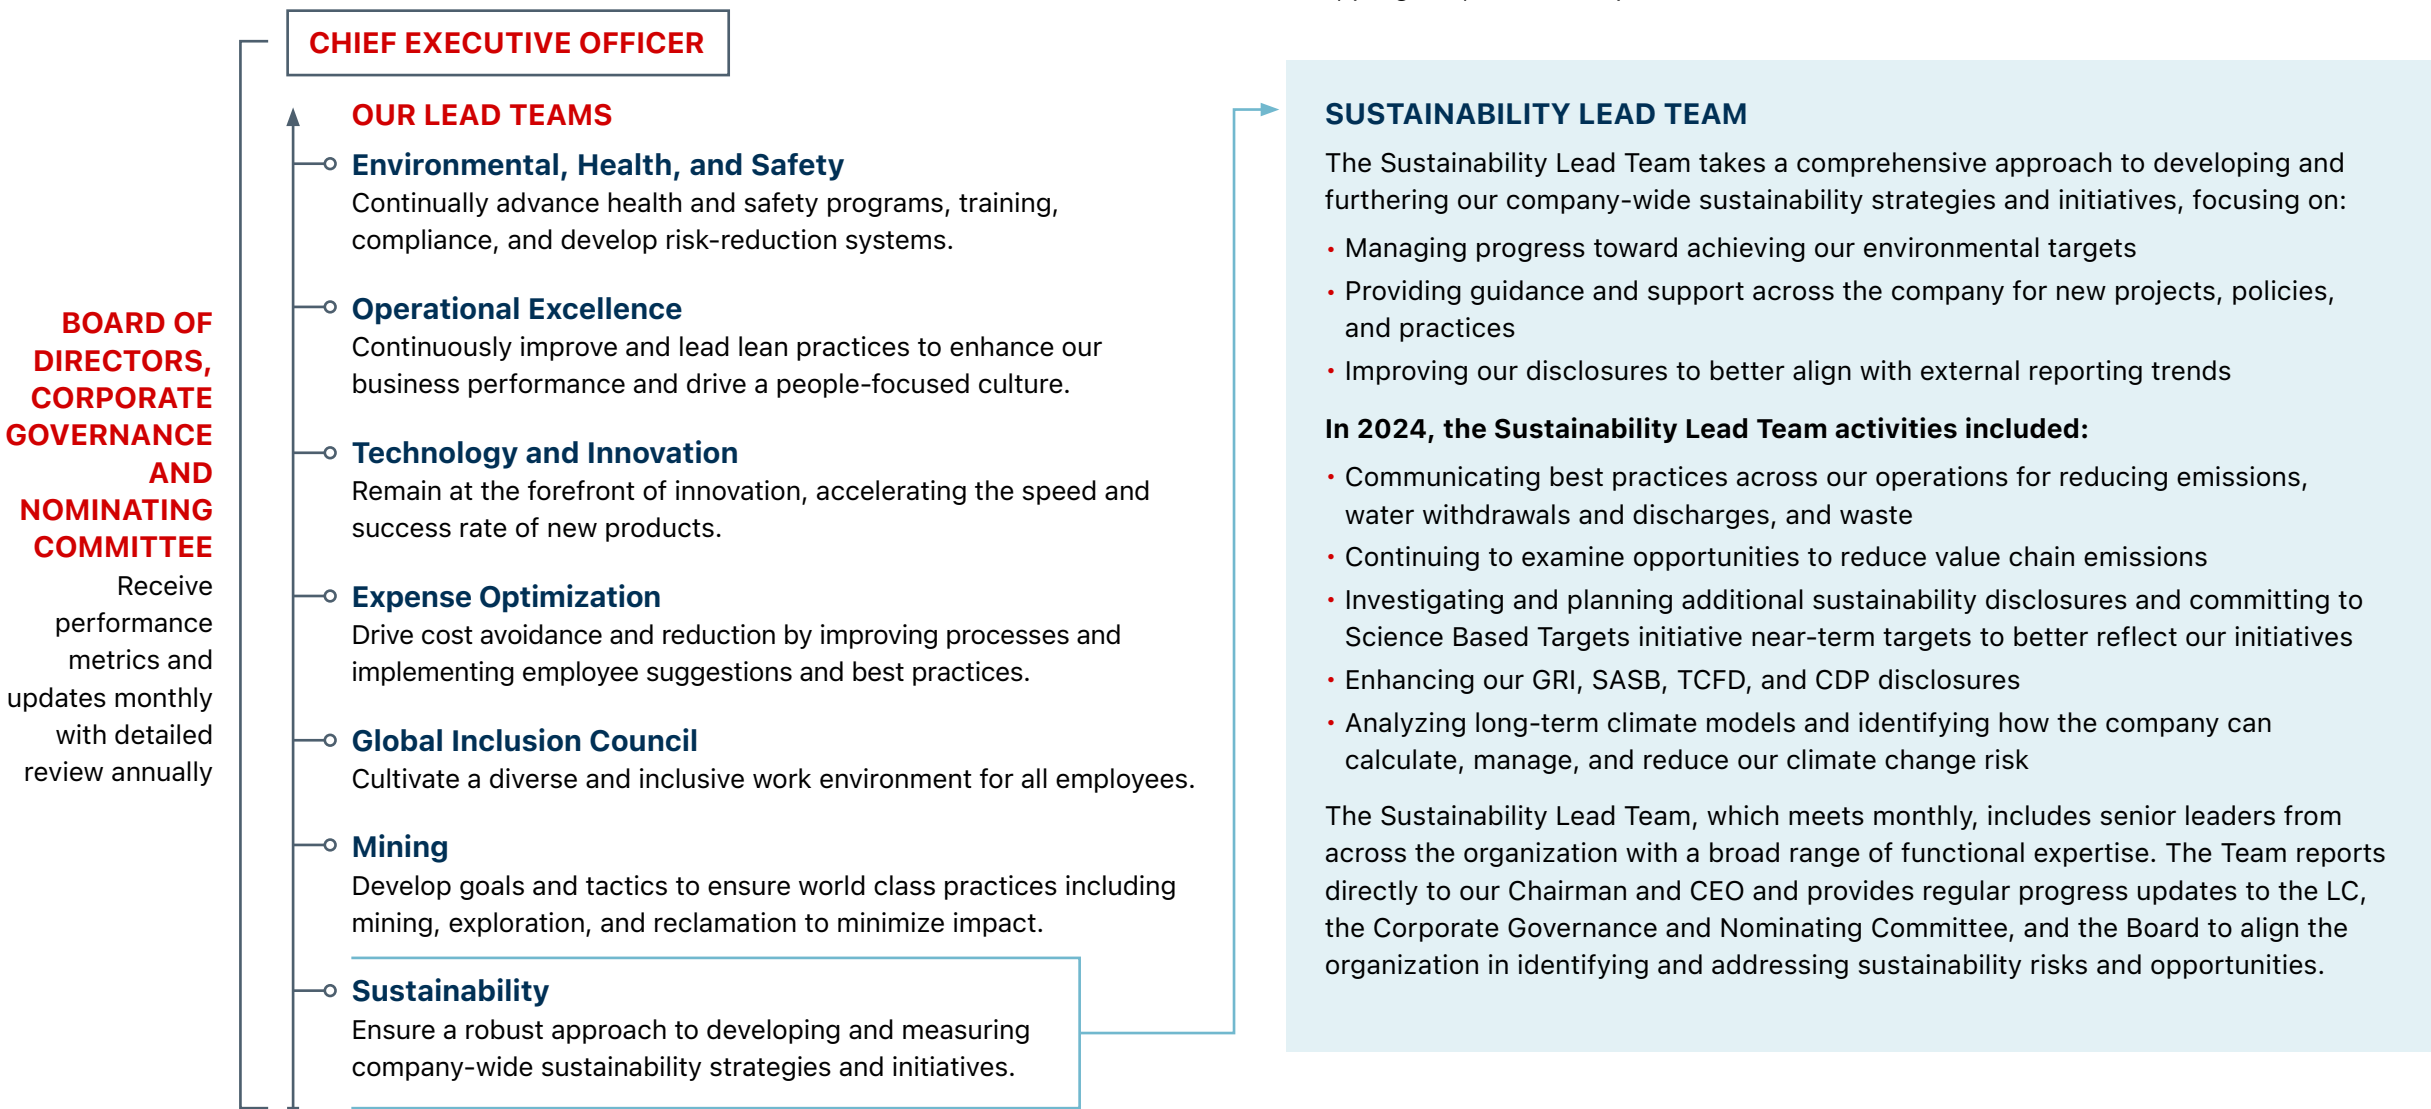 CHIEF EXECUTIVE OFFICER
BOARD OF
DIRECTORS,
CORPORATE
GOVERNANCE
AND
NOMINATING
COMMITTEE
Receive
performance
metrics and
updates monthly
with detailed
review annually
OUR LEAD TEAMS
Environmental, Health, and Safety
Continually advance health and safety programs, training,
compliance, and develop risk-reduction systems.
Operational Excellence
Continuously improve and lead lean practices to enhance our
business performance and drive a people-focused culture.
Technology and Innovation
Remain at the forefront of innovation, accelerating the speed and
success rate of new products.
Expense Optimization
Drive cost avoidance and reduction by improving processes and
implementing employee suggestions and best practices.
Global Inclusion Council
Cultivate a diverse and inclusive work environment for all employees.
Mining
Develop goals and tactics to ensure world class practices including
mining, exploration, and reclamation to minimize impact.
Sustainability
Ensure a robust approach to developing and measuring
company-wide sustainability strategies and initiatives.
SUSTAINABILITY LEAD TEAM
The Sustainability Lead Team takes a comprehensive approach to developing and
furthering our company-wide sustainability strategies and initiatives, focusing on:
• Managing progress toward achieving our environmental targets
• Providing guidance and support across the company for new projects, policies,
and practices
• Improving our disclosures to better align with external reporting trends
In 2024, the Sustainability Lead Team activities included:
• Communicating best practices across our operations for reducing emissions,
water withdrawals and discharges, and waste
• Continuing to examine opportunities to reduce value chain emissions
• Investigating and planning additional sustainability disclosures and committing to
Science Based Targets initiative near-term targets to better reflect our initiatives
• Enhancing our GRI, SASB, TCFD, and CDP disclosures
• Analyzing long-term climate models and identifying how the company can
calculate, manage, and reduce our climate change risk
The Sustainability Lead Team, which meets monthly, includes senior leaders from
across the organization with a broad range of functional expertise. The Team reports
directly to our Chairman and CEO and provides regular progress updates to the LC,
the Corporate Governance and Nominating Committee, and the Board to align the
organization in identifying and addressing sustainability risks and opportunities.